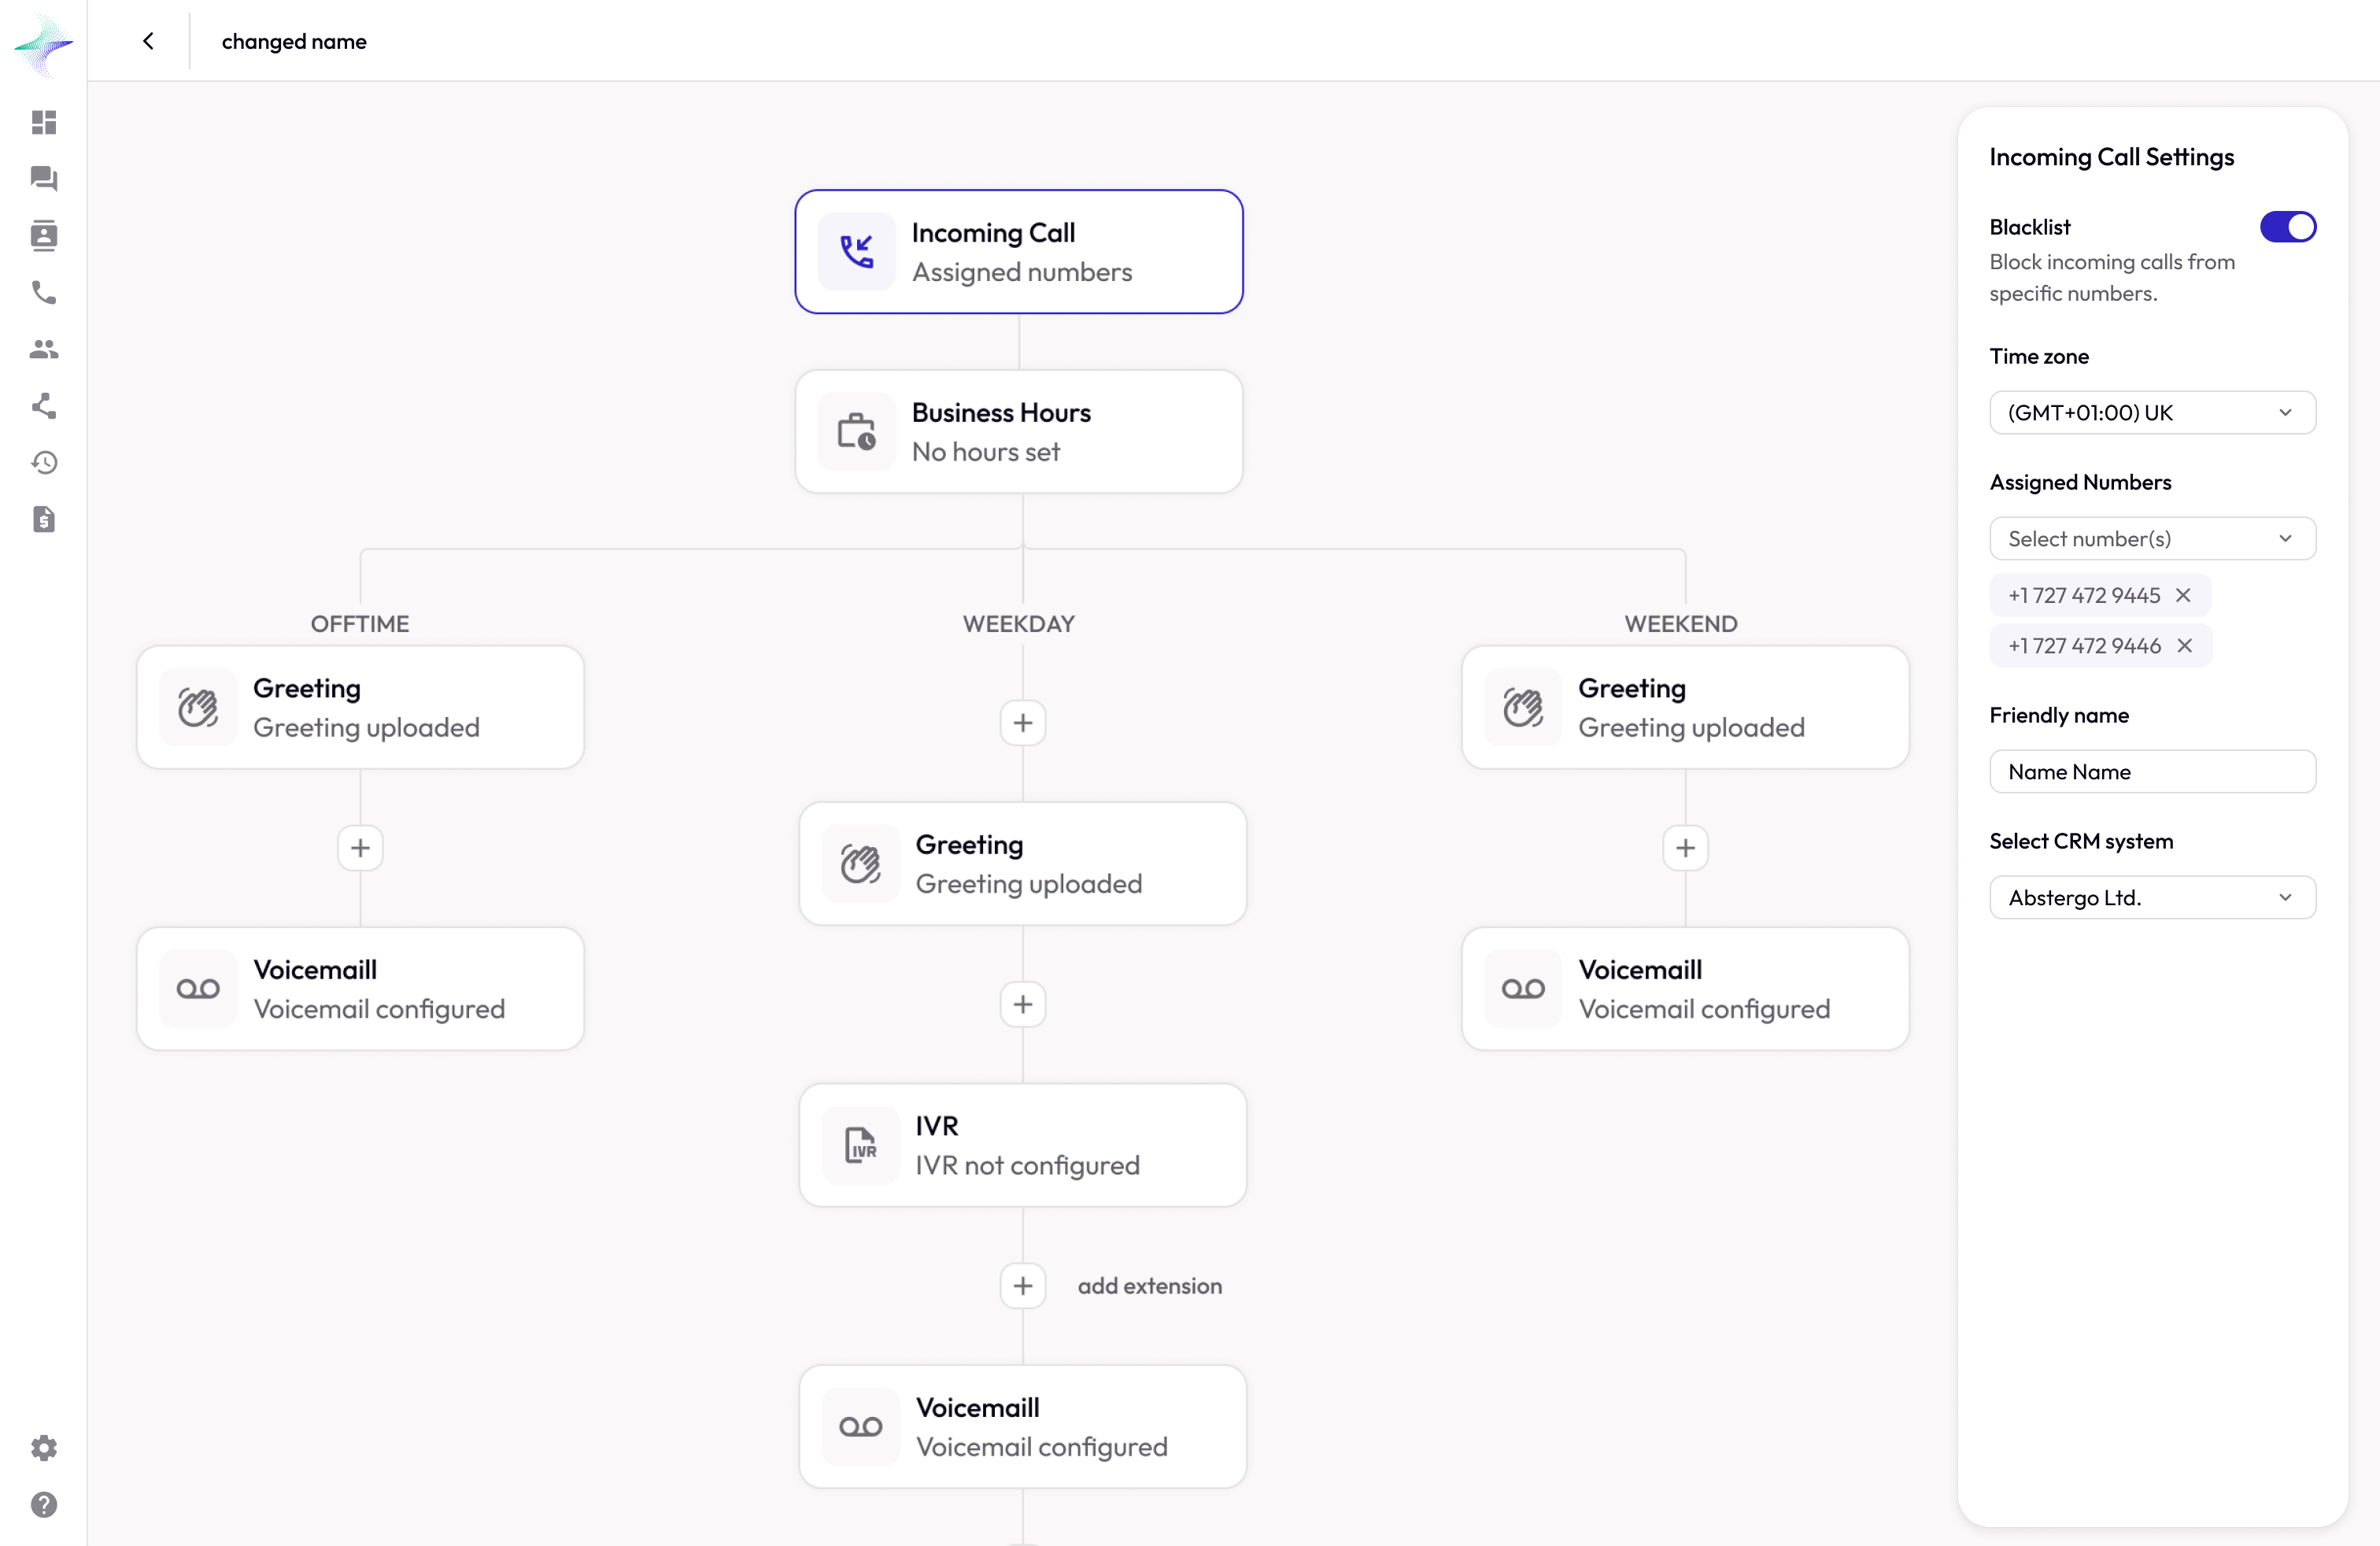 changed name
Incoming Call
Assigned numbers
Business Hours
No hours set
OFFTIME
Greeting
Greeting uploaded
Voicemaill
Voicemail configured
WEEKDAY
Greeting
Greeting uploaded
IVR
IVR
IVR not configured
add extension
Voicemaill
Voicemail configured
WEEKEND
Greeting
Greeting uploaded
Voicemaill
Voicemail configured
Incoming Call Settings
Blacklist
Block incoming calls from
specific numbers.
Time zone
(GMT+01:00) UK
Assigned Numbers
Select number(s)
+1 727 472 9445
+1 727 472 9446
Friendly name
Name Name
Select CRM system
Abstergo Ltd.